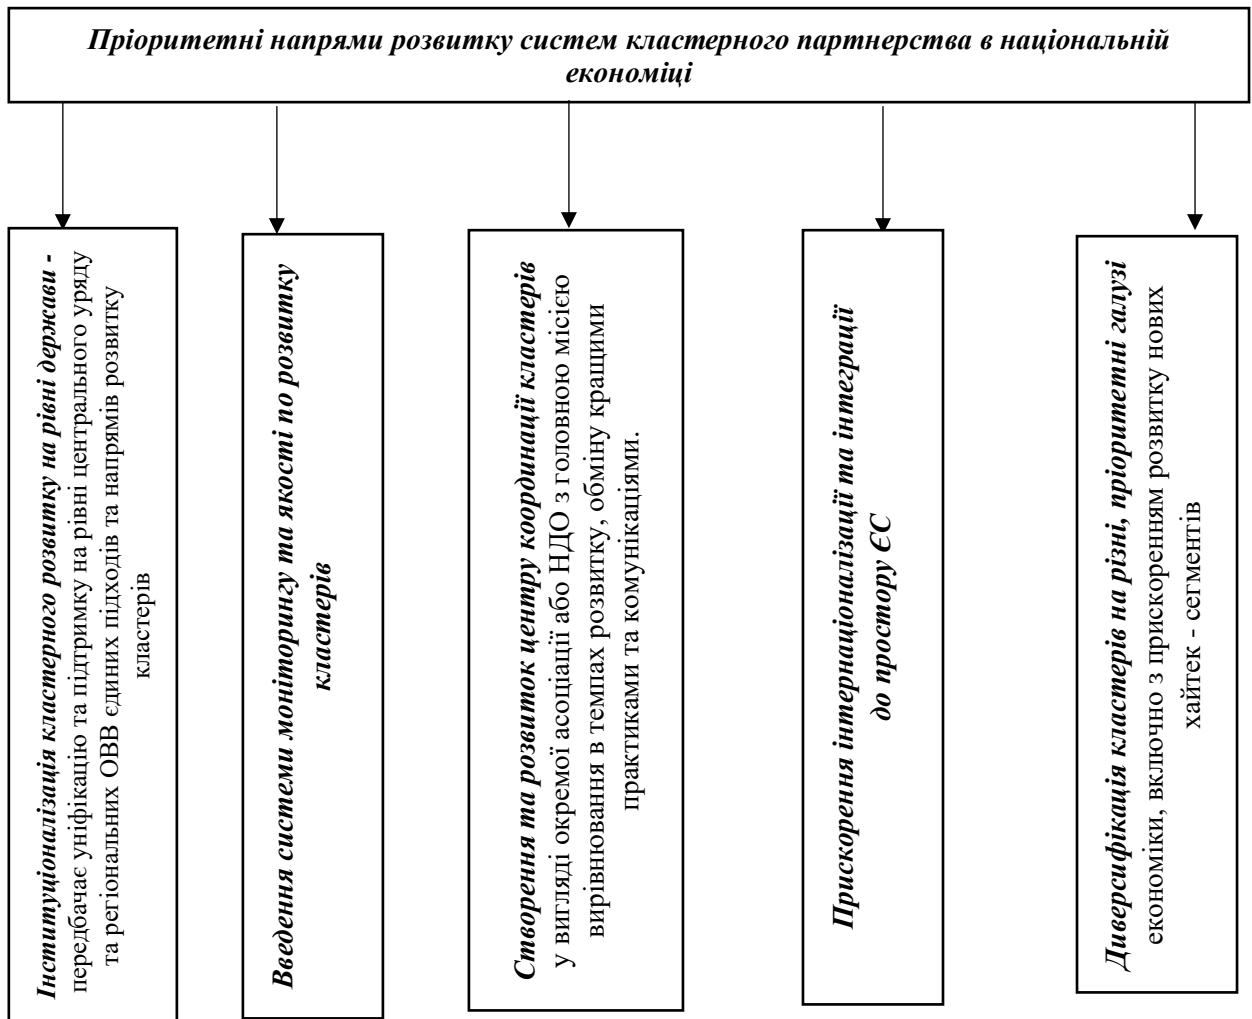 Пріоритетні напрями розвитку систем кластерного партнерства в національній
економіці
Інституціоналізація кластерного розвитку на рівні держави -
передбачає уніфікацію та підтримку на рівні центрального уряду
та регіональних ОВВ єдиних підходів та напрямів розвитку
кластерів
Введення системи моніторингу та якості по розвитку
кластерів
Створення та розвиток центру координації кластерів
у вигляді окремої асоціації або НДО з головною місією
вирівнювання в темпах розвитку, обміну кращими
практиками та комунікаціями.
Прискорення інтернаціоналізації та інтеграції
до простору ЄС
Диверсифікація кластерів на різні, пріоритетні галузі
економіки, включно з прискоренням розвитку нових
хайтек - сегментів